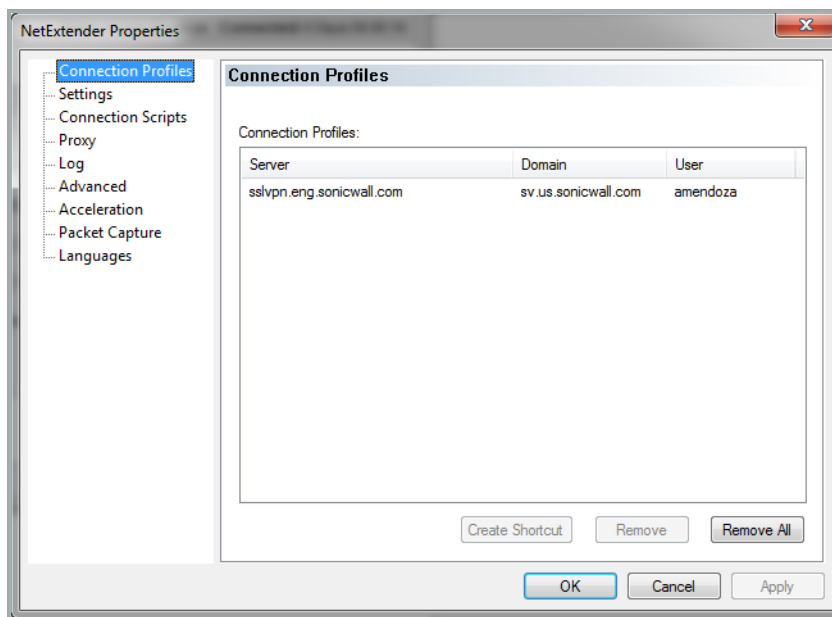 NetExtender Properties
Connection Profiles
Settings
Connection Scripts
Proxy
Log
Advanced
Acceleration
Packet Capture
Languages
Connection Profiles
Connection Profiles:
Server Domain User
sslvpn.eng.sonicwall.com sv.us.sonicwall.com amendoza
Create Shortcut Remove Remove All
OK Cancel Apply